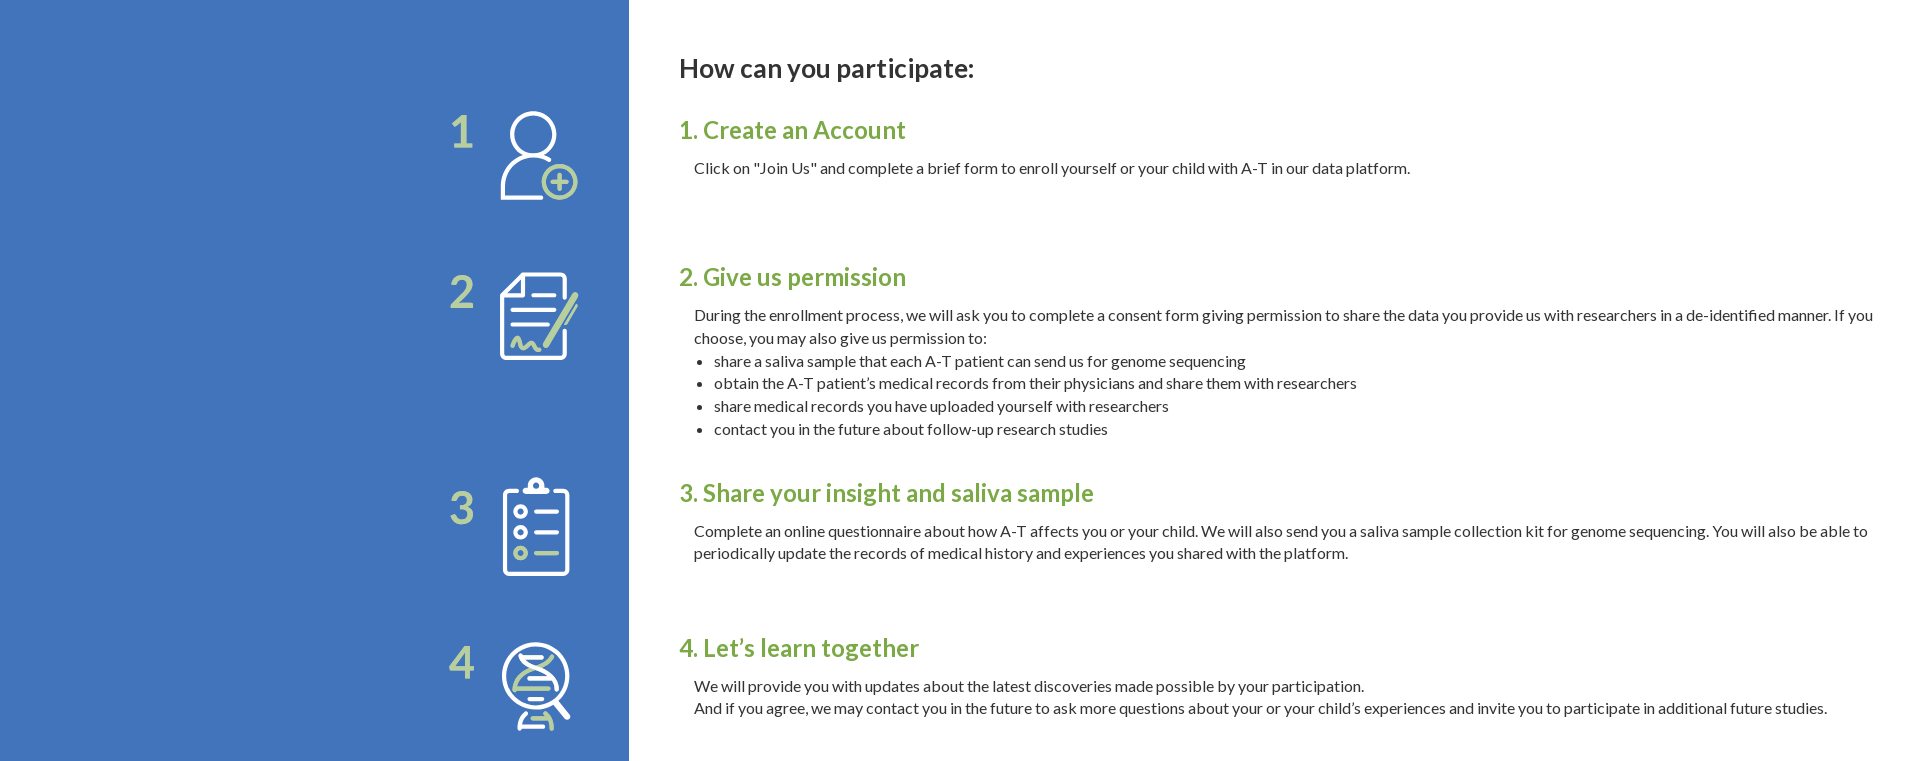 How can you participate:
1
1. Create an Account
Click on "Join Us" and complete a brief form to enroll yourself or your child with A-T in our data platform.
2
2. Give us permission
During the enrollment process, we will ask you to complete a consent form giving permission to share the data you provide us with researchers in a de-identified manner. If you
choose, you may also give us permission to:
• share a saliva sample that each A-T patient can send us for genome sequencing
• obtain the A-T patient’s medical records from their physicians and share them with researchers
• share medical records you have uploaded yourself with researchers
• contact you in the future about follow-up research studies
3
3. Share your insight and saliva sample
Complete an online questionnaire about how A-T affects you or your child. We will also send you a saliva sample collection kit for genome sequencing. You will also be able to
periodically update the records of medical history and experiences you shared with the platform.
4
4. Let’s learn together
We will provide you with updates about the latest discoveries made possible by your participation.
And if you agree, we may contact you in the future to ask more questions about your or your child’s experiences and invite you to participate in additional future studies.